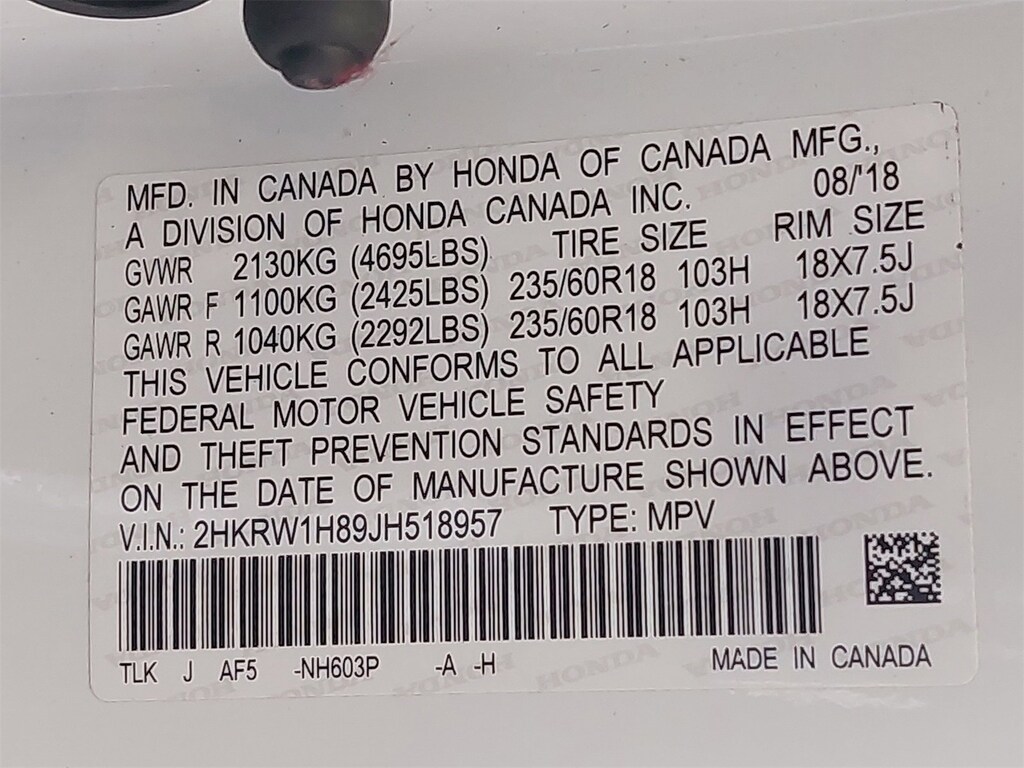 MFD. IN CANADA BY HONDA OF CANADA MFG.,
A DIVISION OF HONDA CANADA INC. 08/'18
GVWR 2130KG (4695LBS) TIRE SIZE RIM SIZE
GAWR F 1100KG (2425LBS) 235/60R18 103H 18X7.5J
GAWR R 1040KG (2292LBS) 235/60R18 103H 18X7.5J
THIS VEHICLE CONFORMS TO ALL APPLICABLE
FEDERAL MOTOR VEHICLE SAFETY
AND THEFT PREVENTION STANDARDS IN EFFECT
ON THE DATE OF MANUFACTURE SHOWN ABOVE.
V.I.N.: 2HKRW1H89JH518957 TYPE: MPV
TLK J AF5 -NH603P -A -H MADE IN CANADA